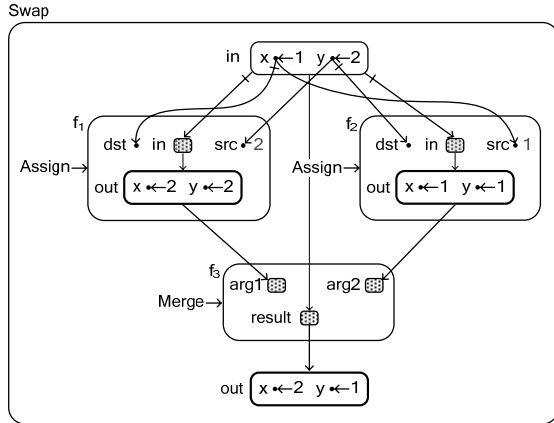 Swap
in x←1 y←2
f1 f2
dst in src 2 dst in src 1
Assign→ Assign→
out x←2 y←2 out x←1 y←1
f3
arg1 arg2
Merge→
result
out x←2 y←1